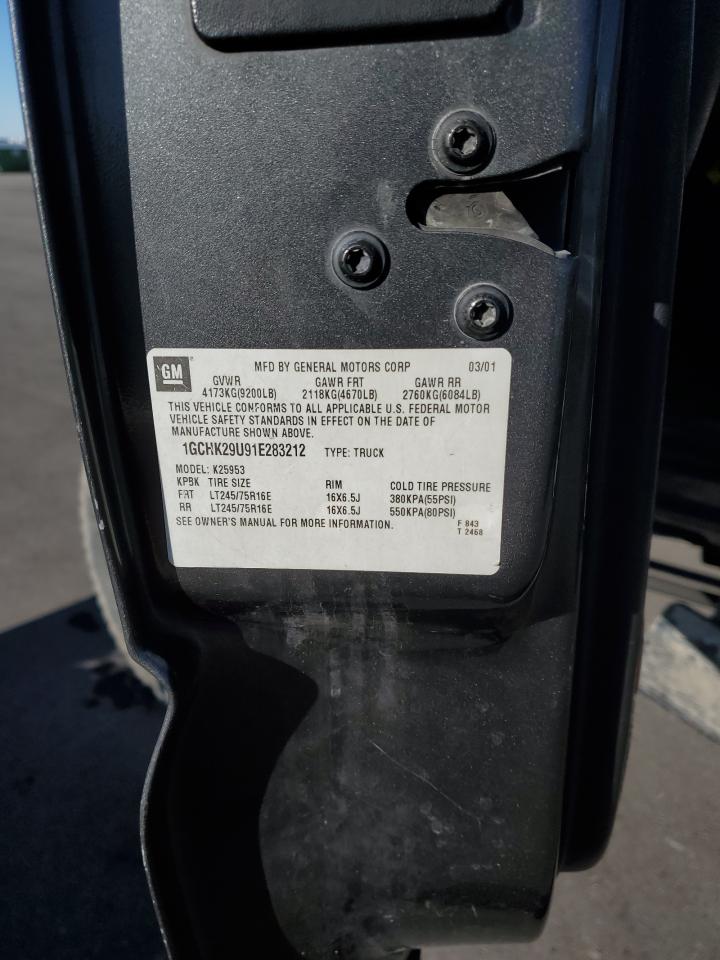 GM ® MFD BY GENERAL MOTORS CORP 03/01
GVWR GAWR FRT GAWR RR
4173KG(9200LB) 2118KG(4670LB) 2760KG(6084LB)
THIS VEHICLE CONFORMS TO ALL APPLICABLE U.S. FEDERAL MOTOR
VEHICLE SAFETY STANDARDS IN EFFECT ON THE DATE OF
MANUFACTURE SHOWN ABOVE.
1GCHK29U91E283212 TYPE: TRUCK
MODEL: K25953
KPBK TIRE SIZE RIM COLD TIRE PRESSURE
FRT LT245/75R16E 16X6.5J 380KPA(55PSI)
RR LT245/75R16E 16X6.5J 550KPA(80PSI)
SEE OWNER'S MANUAL FOR MORE INFORMATION. F 843
T 2468